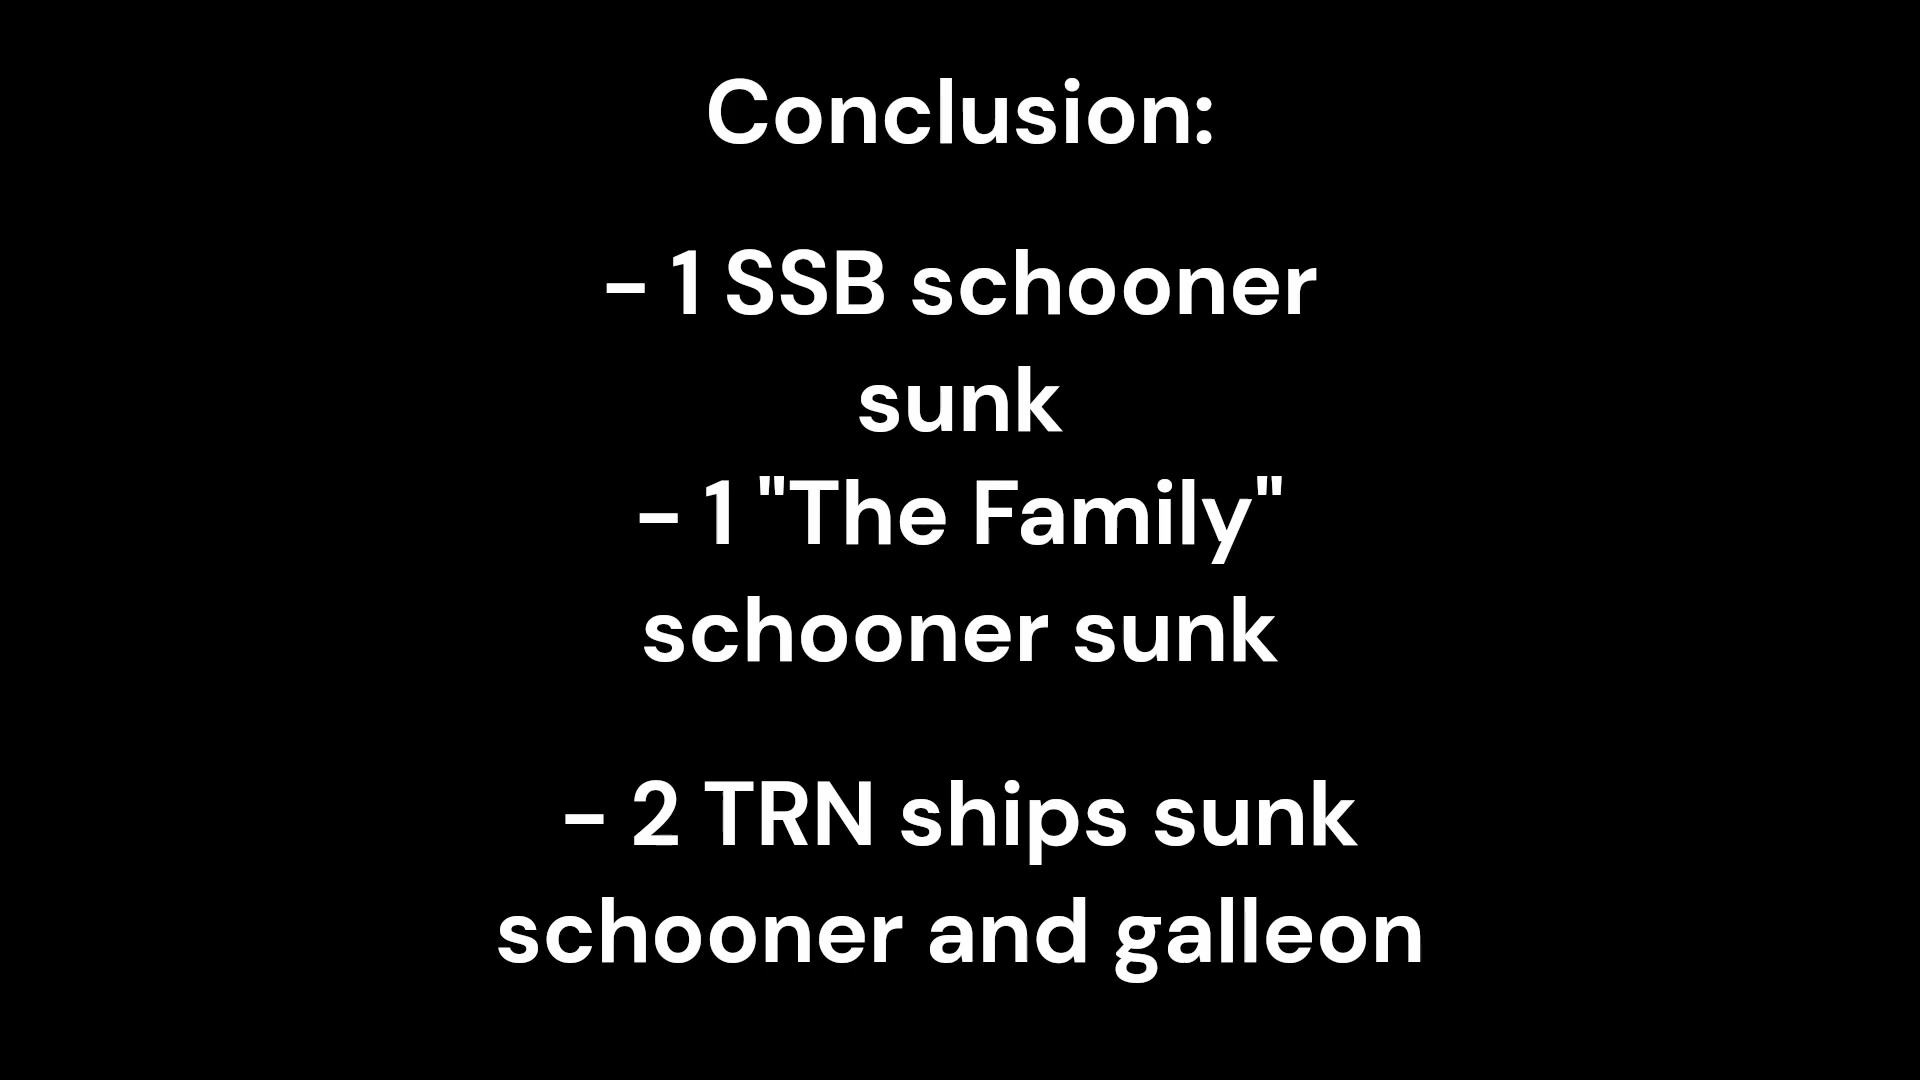 Conclusion:
- 1 SSB schooner
sunk
- 1 "The Family"
schooner sunk
- 2 TRN ships sunk
schooner and galleon